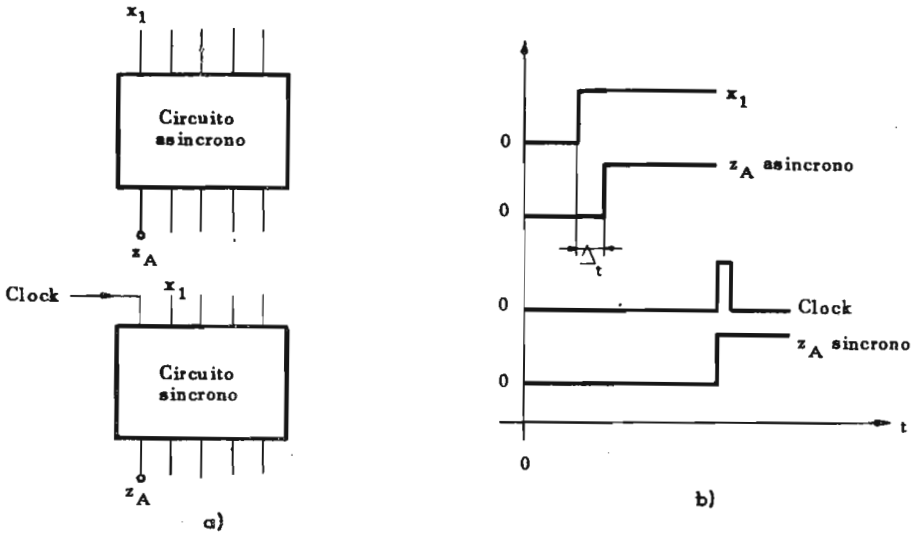 x1
Circuito
asincrono
zA
Clock
x1
Circuito
sincrono
zA
a)
0
x1
0
zA asincrono
Δt
0
Clock
0
zA sincrono
t
0
b)